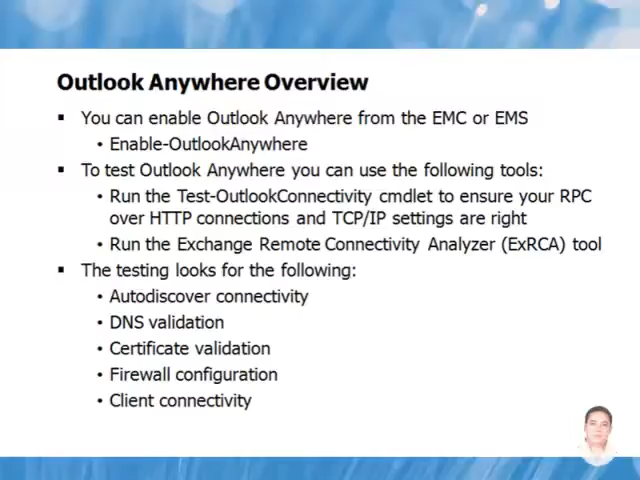 Outlook Anywhere Overview
▪ You can enable Outlook Anywhere from the EMC or EMS
• Enable-OutlookAnywhere
▪ To test Outlook Anywhere you can use the following tools:
• Run the Test-OutlookConnectivity cmdlet to ensure your RPC
over HTTP connections and TCP/IP settings are right
• Run the Exchange Remote Connectivity Analyzer (ExRCA) tool
▪ The testing looks for the following:
• Autodiscover connectivity
• DNS validation
• Certificate validation
• Firewall configuration
• Client connectivity